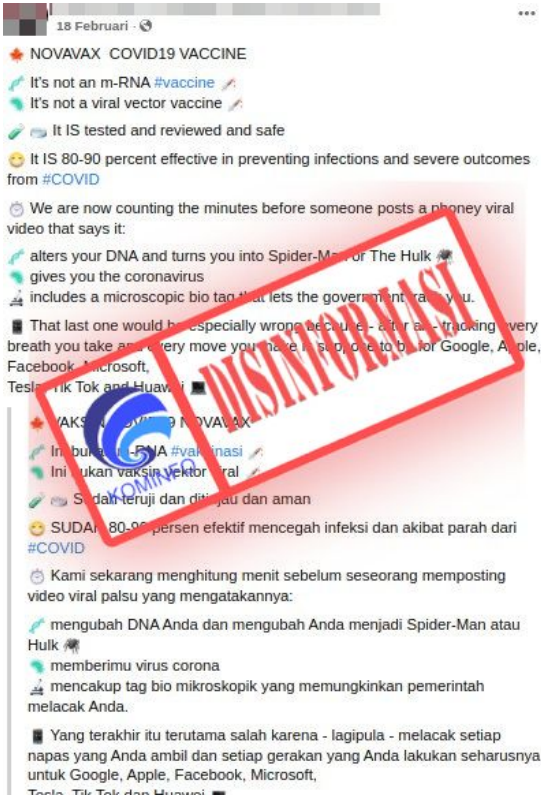 18 Februari ·
NOVAVAX COVID19 VACCINE
It's not an m-RNA #vaccine
It's not a viral vector vaccine
It IS tested and reviewed and safe
It IS 80-90 percent effective in preventing infections and severe outcomes
from #COVID
We are now counting the minutes before someone posts a phoney viral
video that says it:
alters your DNA and turns you into Spider-Man or The Hulk
gives you the coronavirus
includes a microscopic bio tag that lets the government track you.
That last one would be especially wrong because - after all - tracking every
breath you take and every move you make is suppose to be for Google, Apple,
Facebook, Microsoft,
Tesla, Tik Tok and Huawei
DISINFORMASI
KOMINFO
VAKSIN COVID19 NOVAVAX
Ini bukan m-RNA #vaksinasi
Ini bukan vaksin vektor viral
Sudah teruji dan ditinjau dan aman
SUDAH 80-90 persen efektif mencegah infeksi dan akibat parah dari
#COVID
Kami sekarang menghitung menit sebelum seseorang memposting
video viral palsu yang mengatakannya:
mengubah DNA Anda dan mengubah Anda menjadi Spider-Man atau
Hulk
memberimu virus corona
mencakup tag bio mikroskopik yang memungkinkan pemerintah
melacak Anda.
Yang terakhir itu terutama salah karena - lagipula - melacak setiap
napas yang Anda ambil dan setiap gerakan yang Anda lakukan seharusnya
untuk Google, Apple, Facebook, Microsoft,
Tesla, Tik Tok dan Huawei